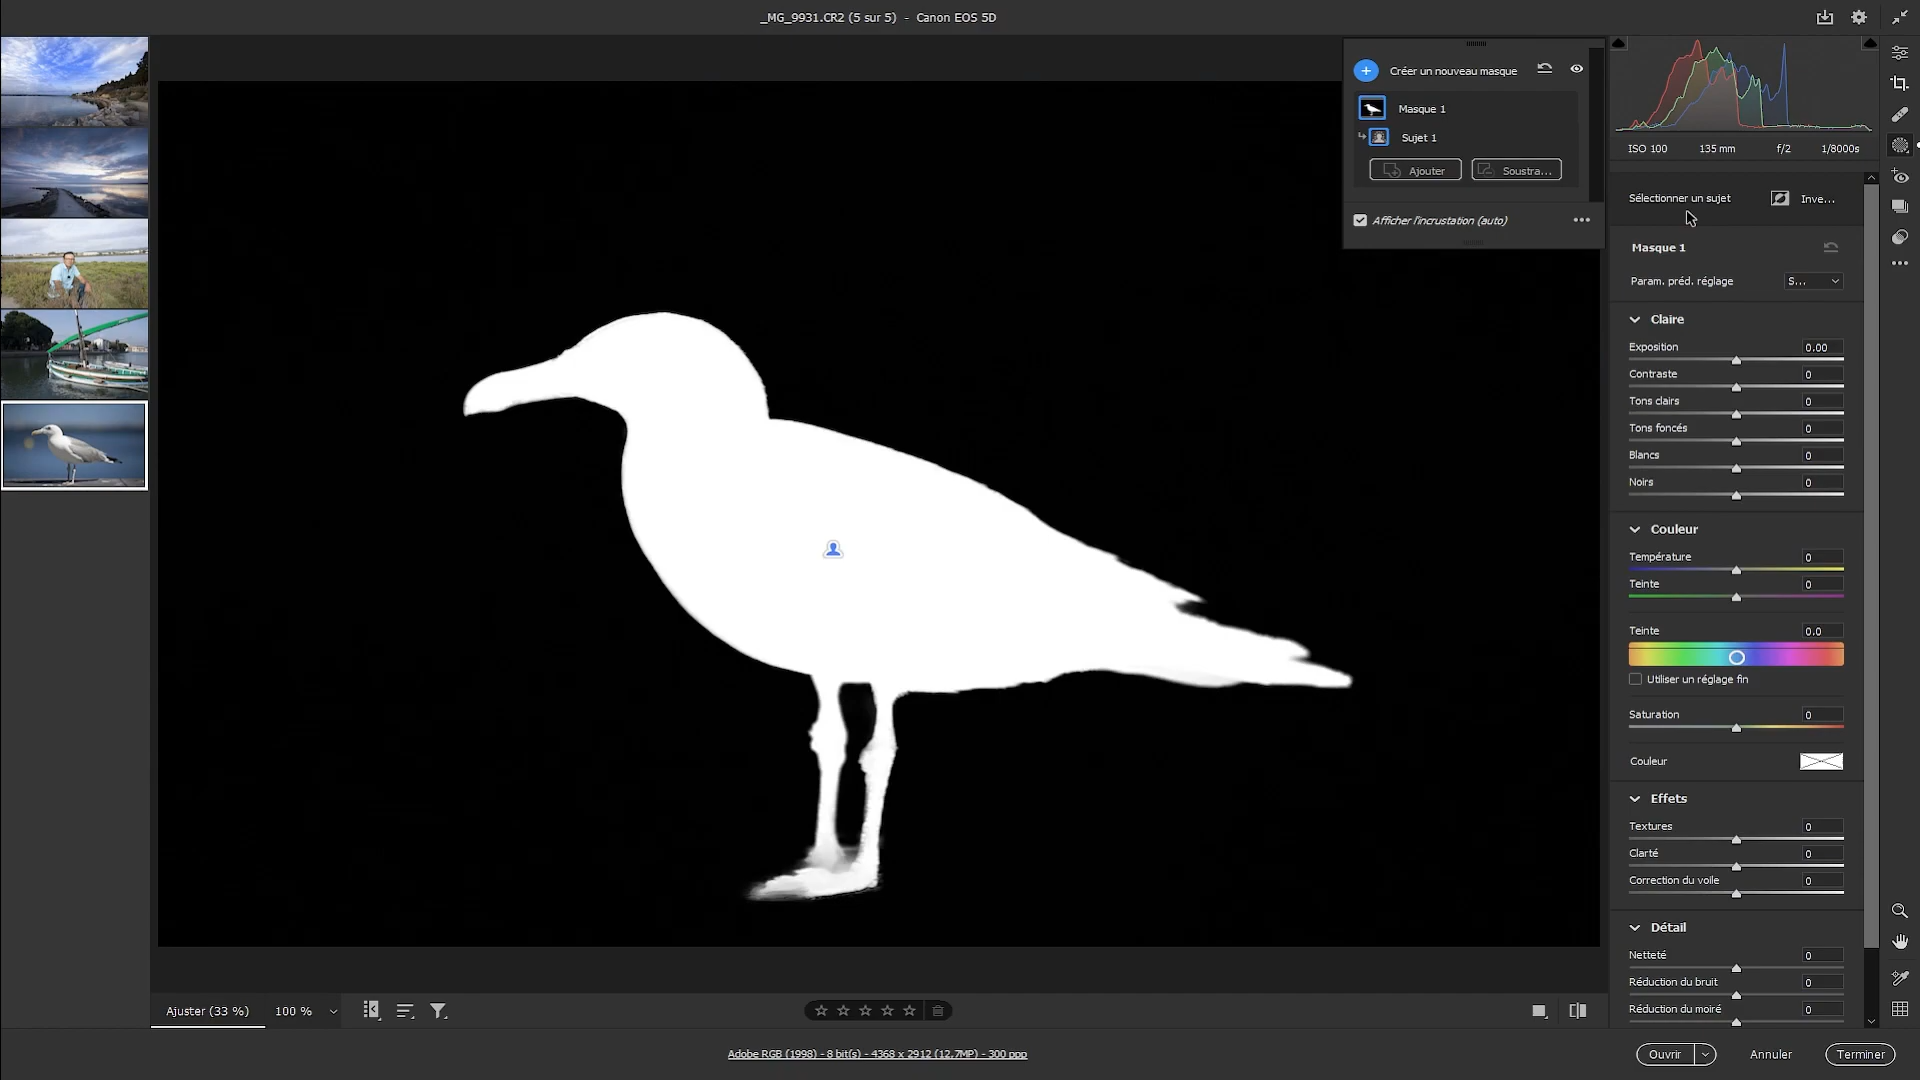 _MG_9931.CR2 (5 sur 5) - Canon EOS 5D
Créer un nouveau masque
Masque 1
Sujet 1
Ajouter
Soustra...
Afficher l'incrustation (auto)
ISO 100 135 mm f/2 1/8000s
Sélectionner un sujet Inve...
Masque 1
Param. préd. réglage S...
Claire
Exposition 0.00
Contraste 0
Tons clairs 0
Tons foncés 0
Blancs 0
Noirs 0
Couleur
Température 0
Teinte 0
Teinte 0.0
Utiliser un réglage fin
Saturation 0
Couleur
Effets
Textures 0
Clarté 0
Correction du voile 0
Détail
Netteté 0
Réduction du bruit 0
Réduction du moiré 0
Ajuster (33 %) 100 %
Adobe RGB (1998) - 8 bit(s) - 4368 x 2912 (12,7MP) - 300 ppp
Ouvrir Annuler Terminer